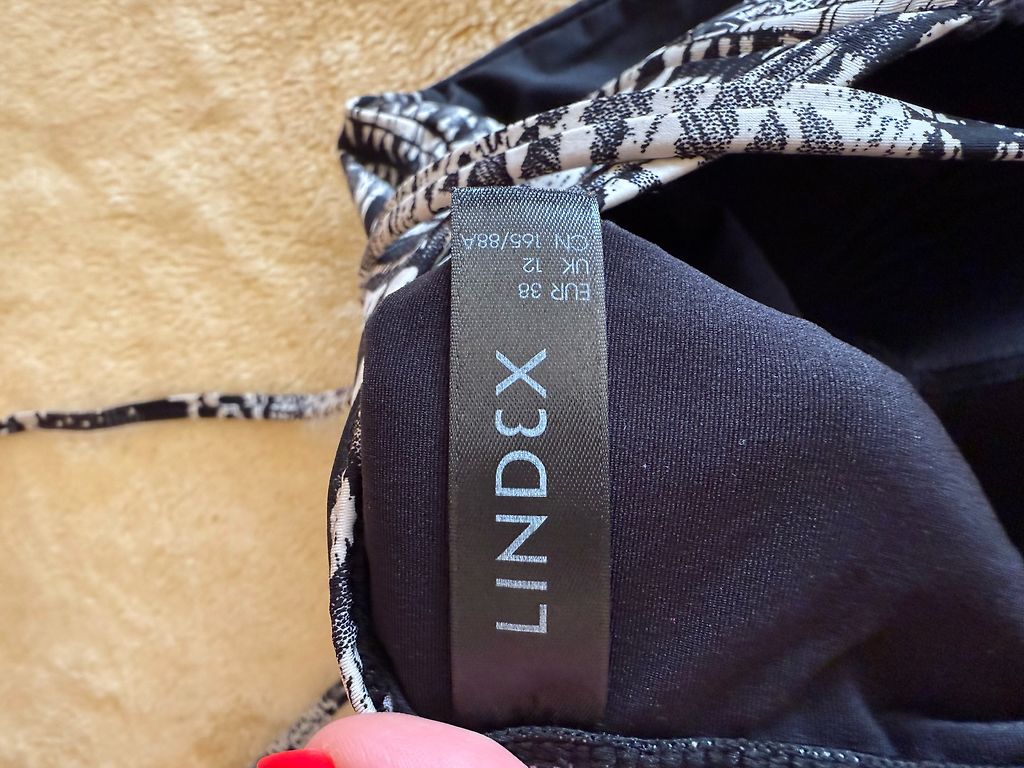 LINDEX
EUR 38
UK 12
CN 165/88A